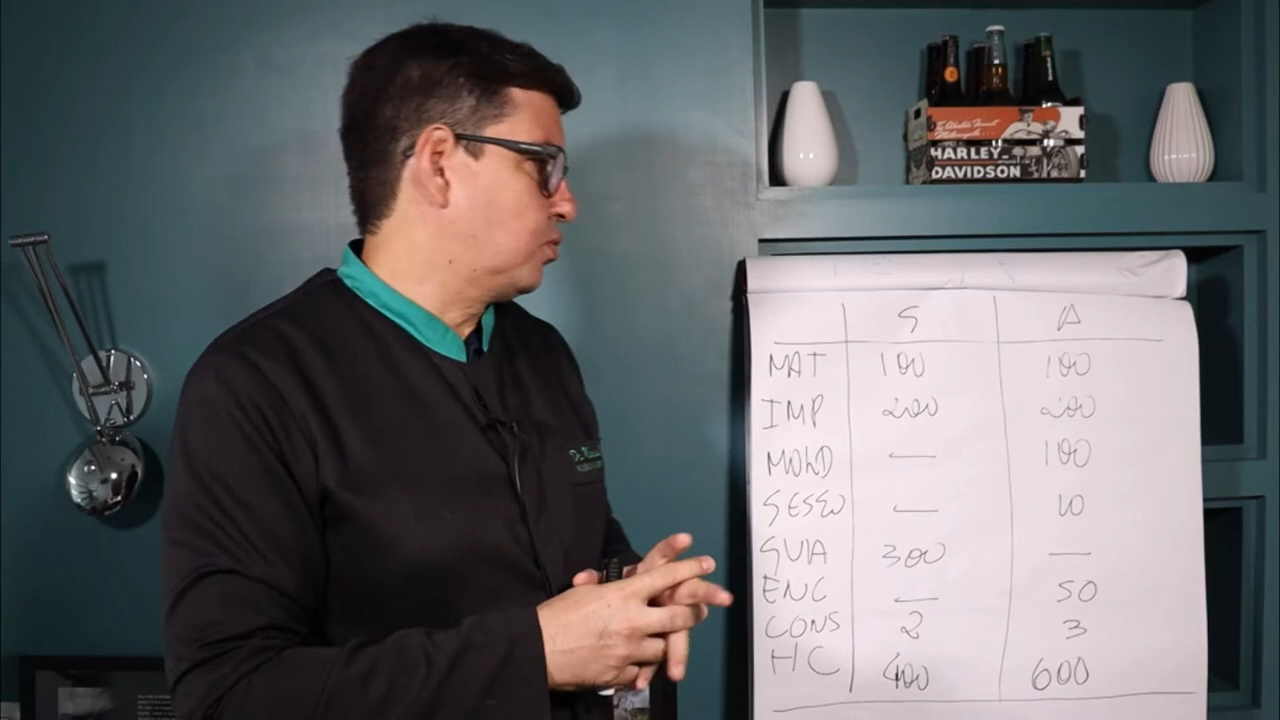 HARLEY-
DAVIDSON
S A
MAT 100 100
IMP 200 200
MOLD — 100
SESSÃO — 10
GUIA 300 —
ENC — 50
CONS 2 3
HC 400 600